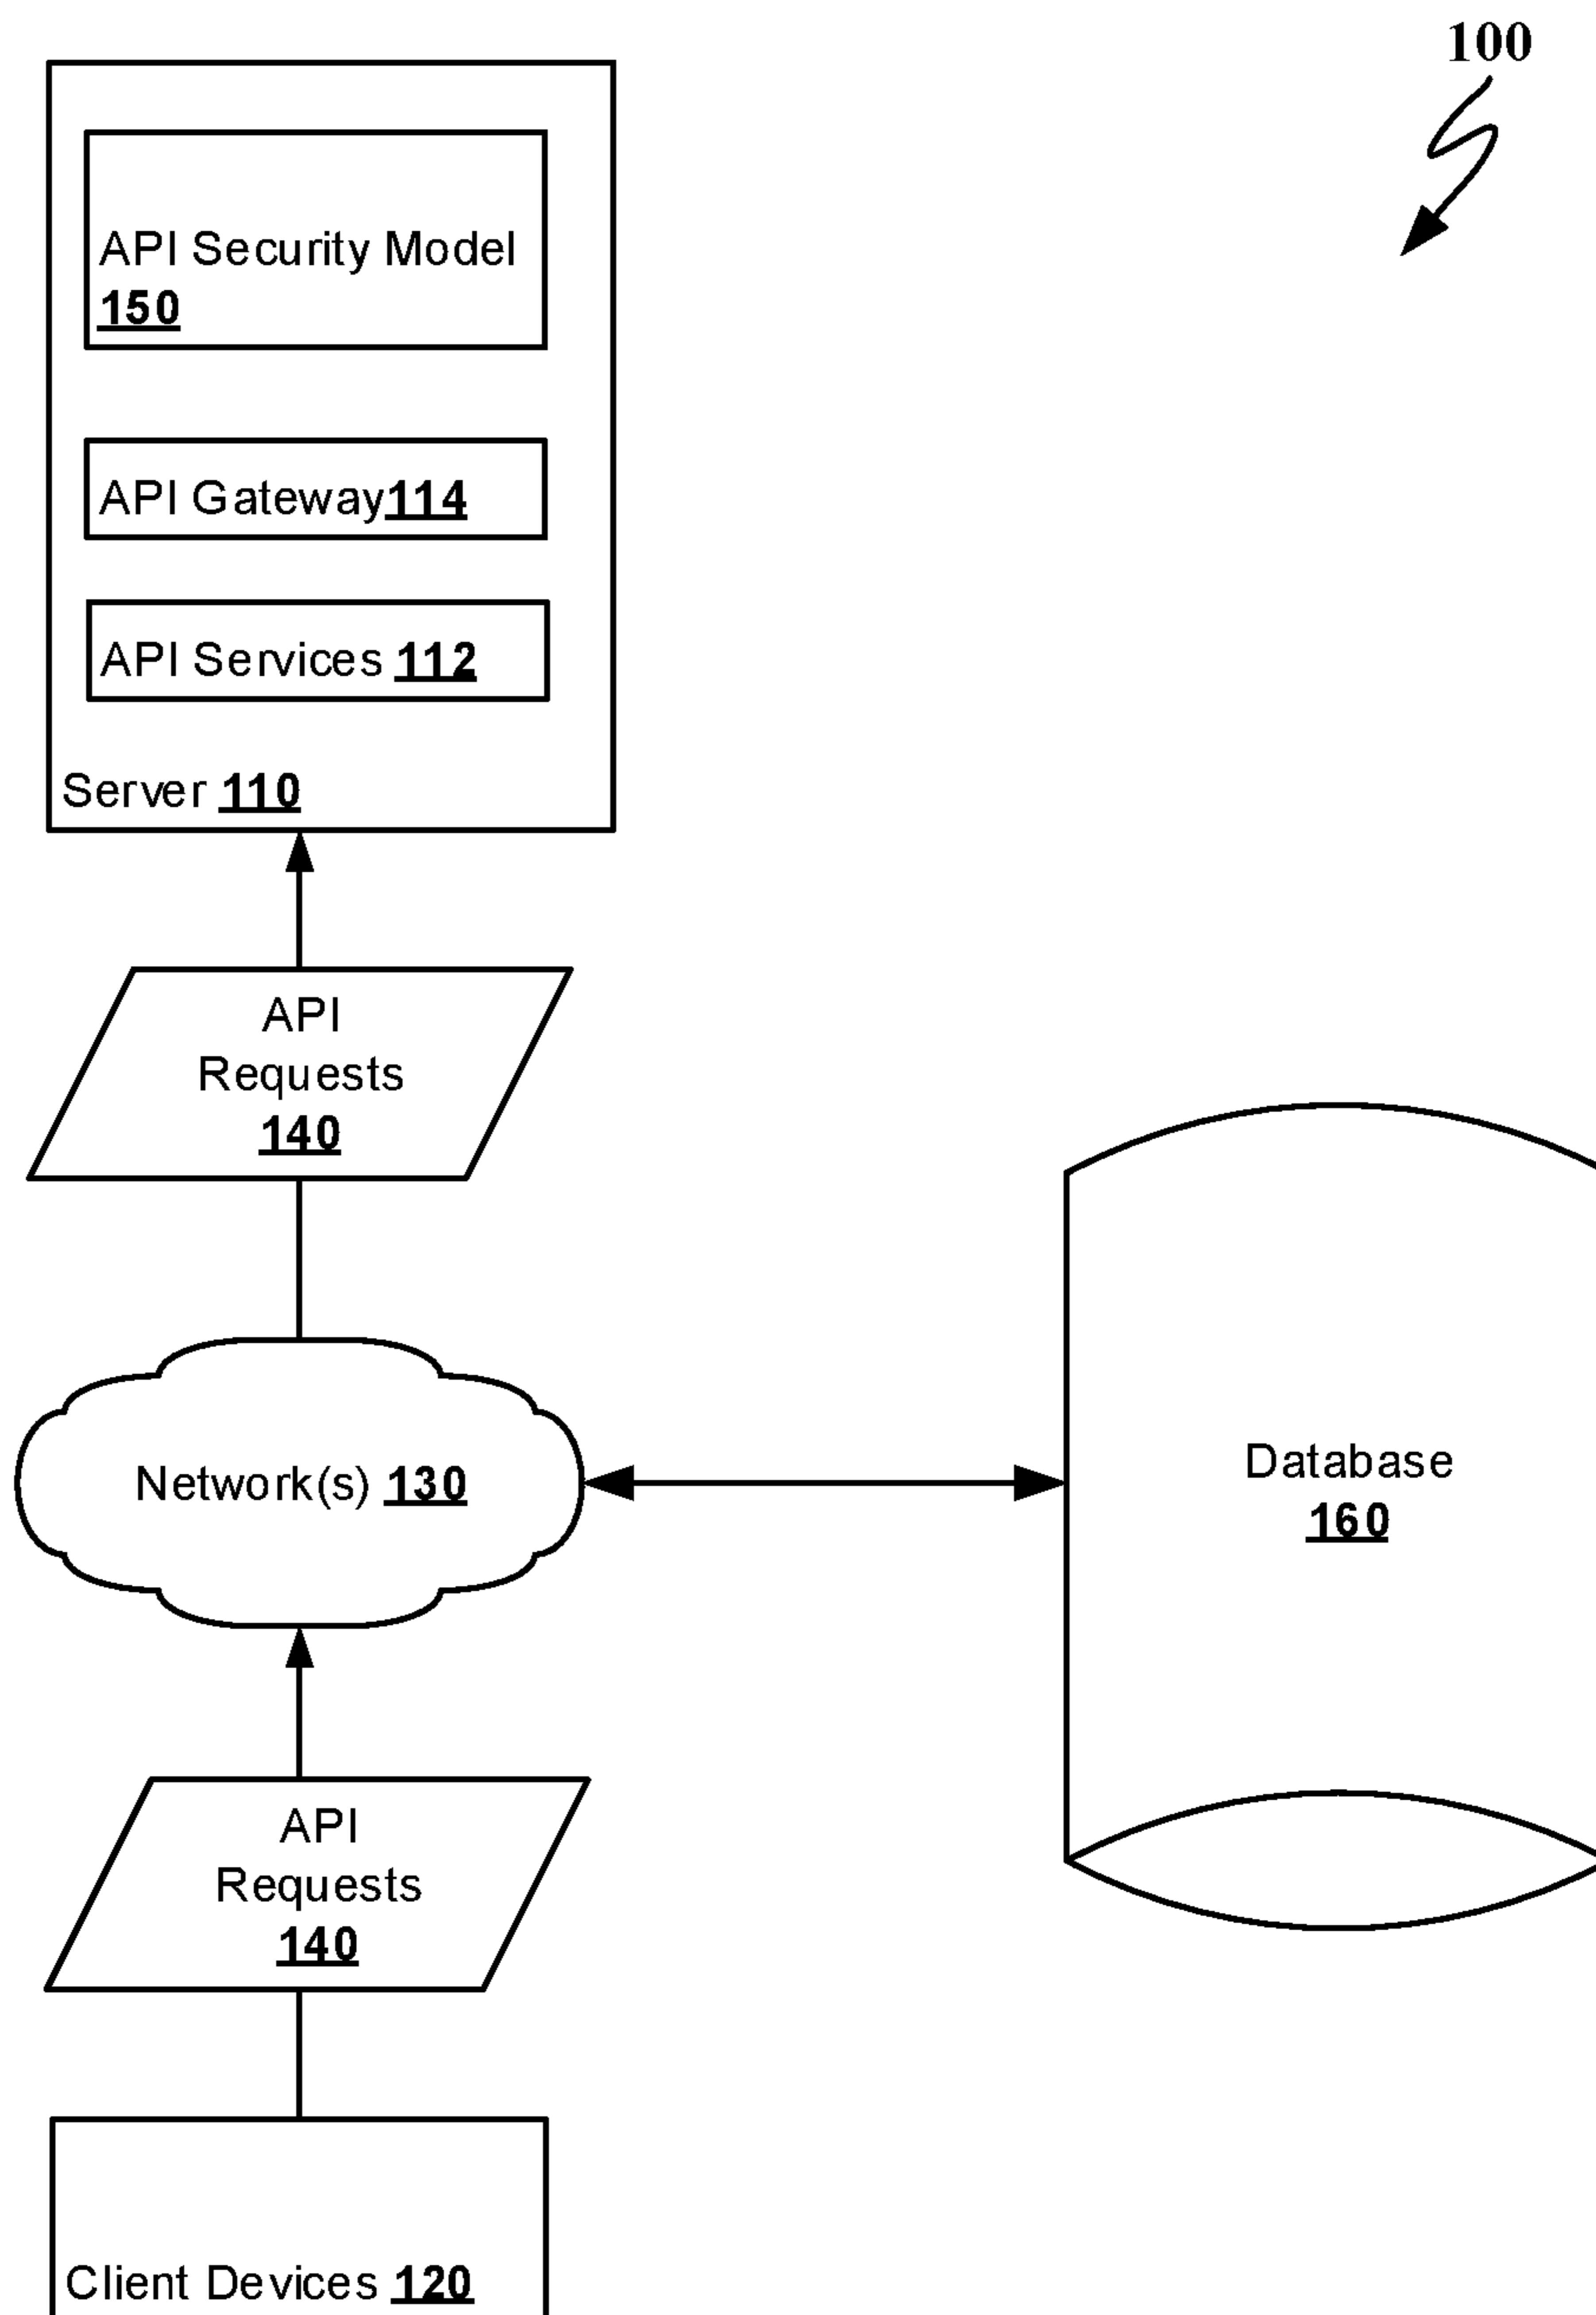 100
API Security Model
150
API Gateway114
API Services 112
Server 110
API
Requests
140
Network(s) 130
Database
160
API
Requests
140
Client Devices 120